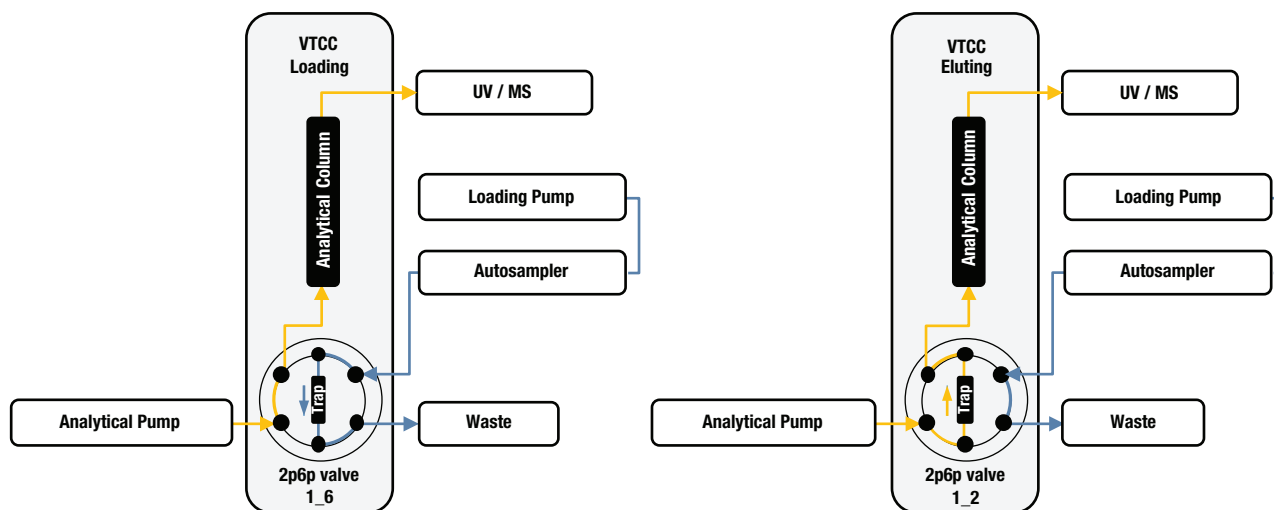 VTCC
Loading
UV / MS
Analytical Column
Loading Pump
Autosampler
Trap
Analytical Pump
Waste
2p6p valve
1_6
VTCC
Eluting
UV / MS
Analytical Column
Loading Pump
Autosampler
Trap
Analytical Pump
Waste
2p6p valve
1_2